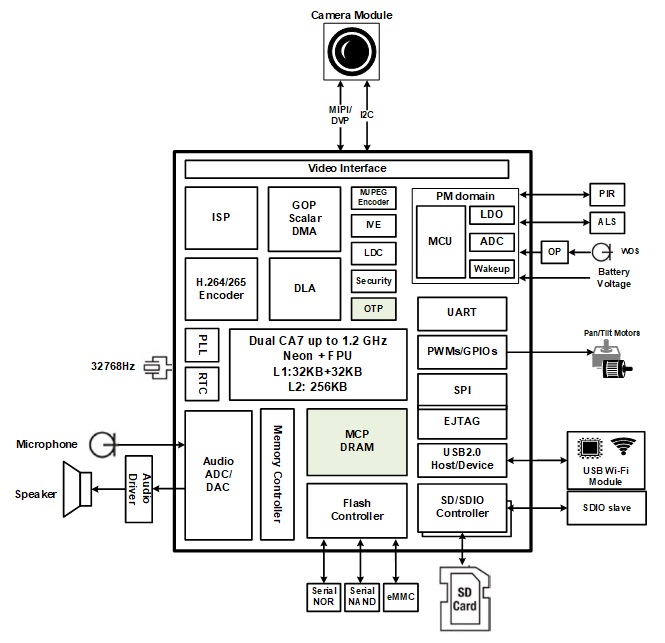 Camera Module
MIPI/
DVP
I2C
Video Interface
ISP
GOP
Scalar
DMA
MJPEG
Encoder
IVE
LDC
Security
OTP
H.264/265
Encoder
DLA
PM domain
MCU
LDO
ADC
Wakeup
PIR
ALS
OP
WOS
Battery
Voltage
UART
PWMs/GPIOs
SPI
EJTAG
USB2.0
Host/Device
SD/SDIO
Controller
Pan/Tilt Motors
32768Hz
PLL
RTC
Dual CA7 up to 1.2 GHz
Neon + FPU
L1:32KB+32KB
L2: 256KB
Microphone
Speaker
Audio
Driver
Audio
ADC/
DAC
Memory Controller
MCP
DRAM
Flash
Controller
USB Wi-Fi
Module
SDIO slave
Serial
NOR
Serial
NAND
eMMC
SD
Card